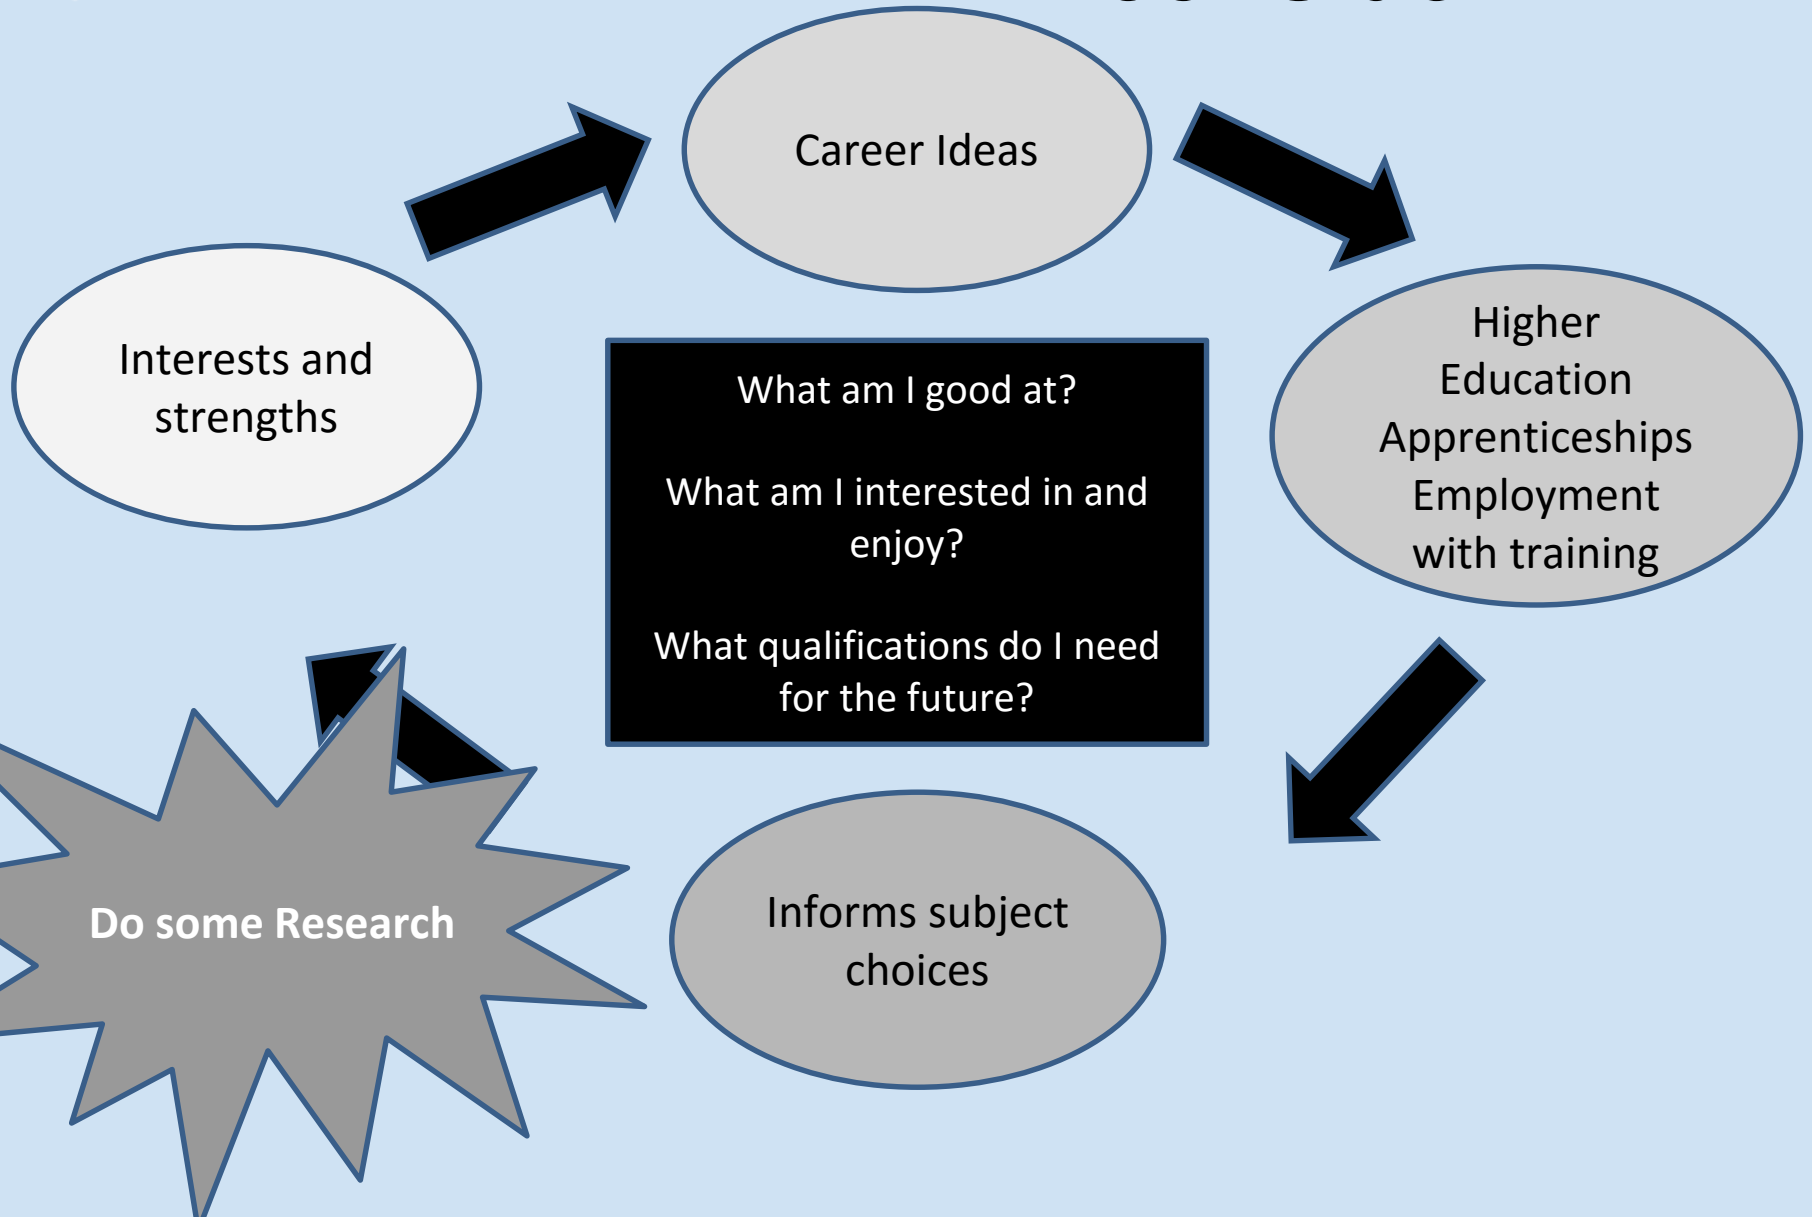 Career Ideas
Interests and
strengths
Higher
Education
Apprenticeships
Employment
with training
What am I good at?
What am I interested in and
enjoy?
What qualifications do I need
for the future?
Do some Research
Informs subject
choices